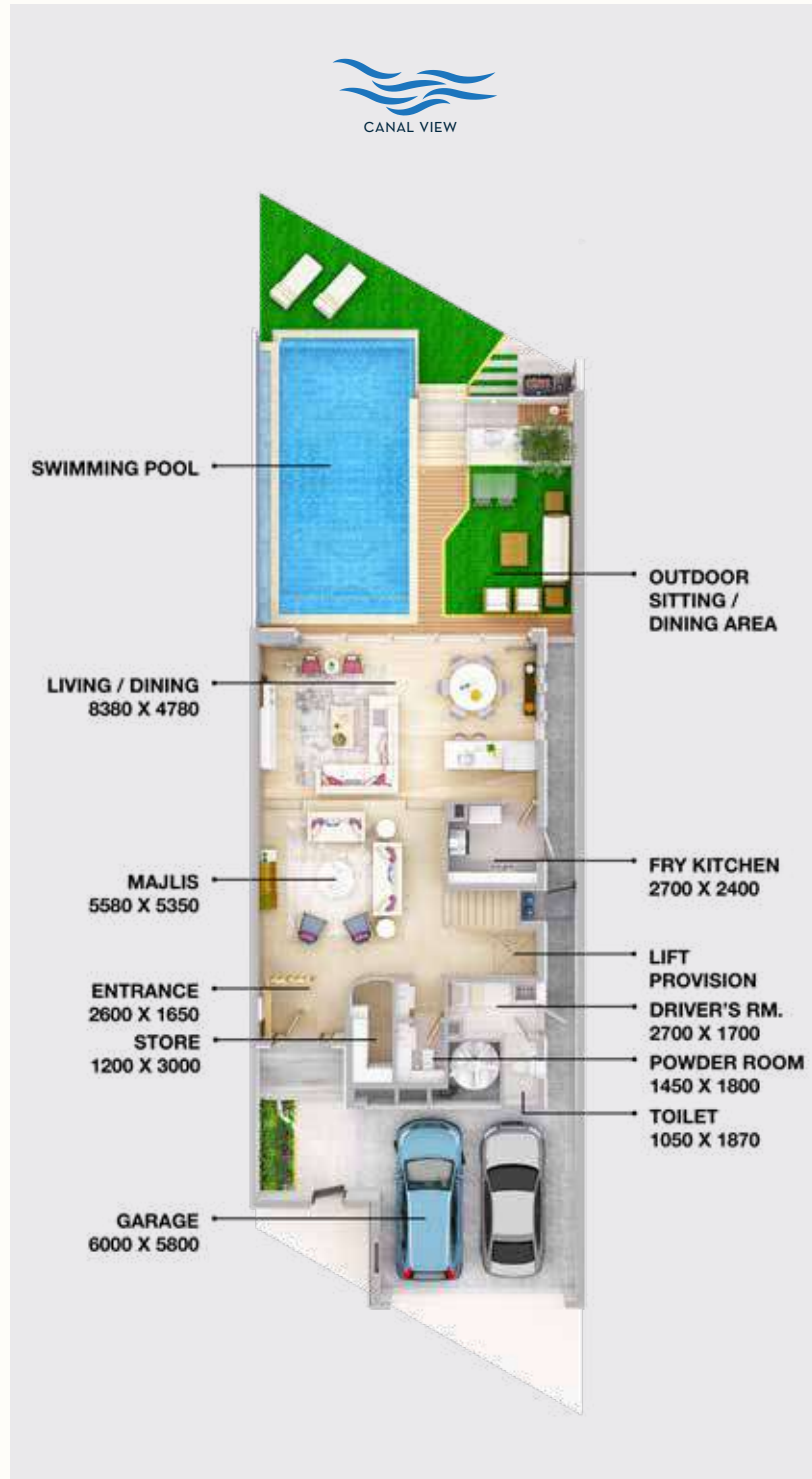 CANAL VIEW
SWIMMING POOL
OUTDOOR
SITTING /
DINING AREA
LIVING / DINING
8380 X 4780
FRY KITCHEN
2700 X 2400
MAJLIS
5580 X 5350
LIFT
PROVISION
ENTRANCE
2600 X 1650
DRIVER'S RM.
2700 X 1700
STORE
1200 X 3000
POWDER ROOM
1450 X 1800
TOILET
1050 X 1870
GARAGE
6000 X 5800